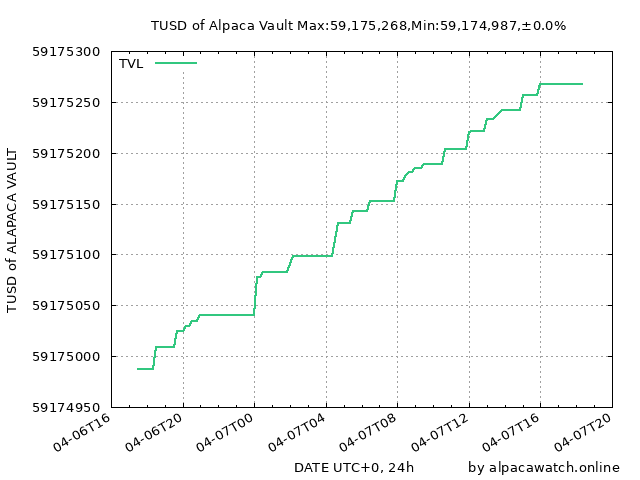 TUSD of Alpaca Vault Max:59,175,268,Min:59,174,987,±0.0%
TVL
59175300
59175250
59175200
59175150
59175100
59175050
59175000
59174950
TUSD of ALAPACA VAULT
04-06T16
04-06T20
04-07T00
04-07T04
04-07T08
04-07T12
04-07T16
04-07T20
DATE UTC+0, 24h
by alpacawatch.online